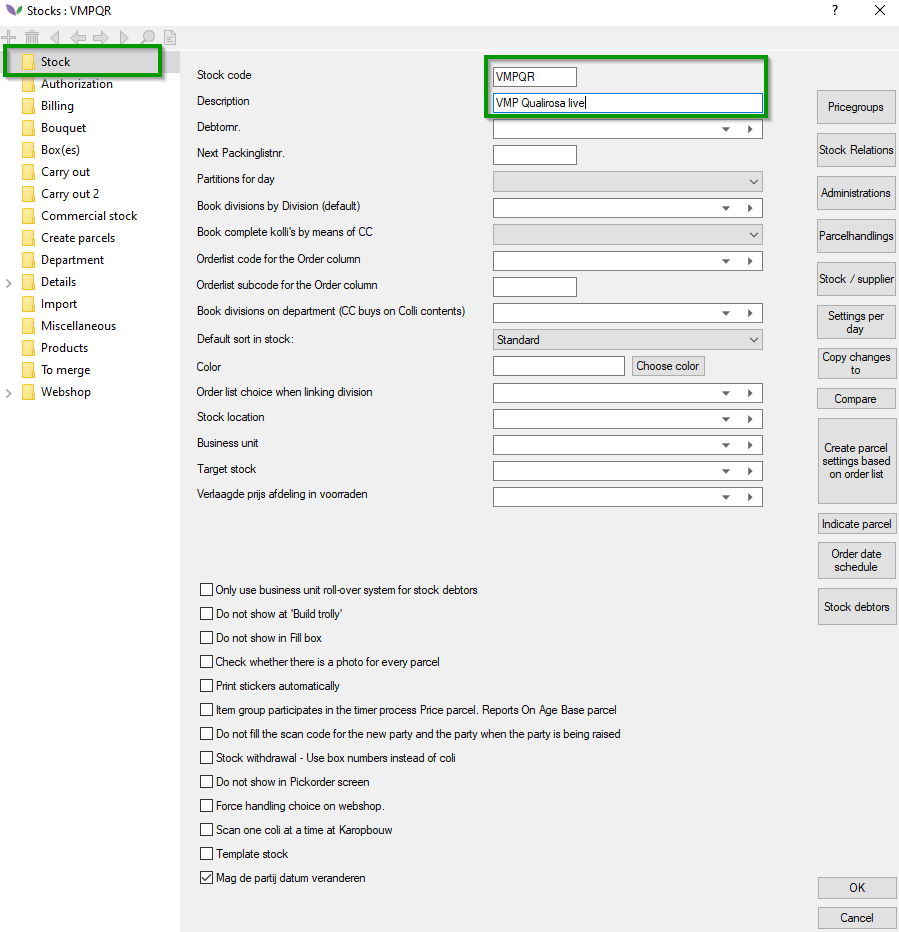 Stocks : VMPQR
?
Stock
Authorization
Billing
Bouquet
Box(es)
Carry out
Carry out 2
Commercial stock
Create parcels
Department
Details
Import
Miscellaneous
Products
To merge
Webshop
Stock code
VMPQR
Description
VMP Qualirosa live
Debtornr.
Next Packinglistnr.
Partitions for day
Book divisions by Division (default)
Book complete kolli's by means of CC
Orderlist code for the Order column
Orderlist subcode for the Order column
Book divisions on department (CC buys on Colli contents)
Default sort in stock:
Standard
Color
Choose color
Order list choice when linking division
Stock location
Business unit
Target stock
Verlaagde prijs afdeling in voorraden
Only use business unit roll-over system for stock debtors
Do not show at 'Build trolly'
Do not show in Fill box
Check whether there is a photo for every parcel
Print stickers automatically
Item group participates in the timer process Price parcel. Reports On Age Base parcel
Do not fill the scan code for the new party and the party when the party is being raised
Stock withdrawal - Use box numbers instead of coli
Do not show in Pickorder screen
Force handling choice on webshop.
Scan one coli at a time at Karopbouw
Template stock
Mag de partij datum veranderen
Pricegroups
Stock Relations
Administrations
Parcelhandlings
Stock / supplier
Settings per
day
Copy changes
to
Compare
Create parcel
settings based
on order list
Indicate parcel
Order date
schedule
Stock debtors
OK
Cancel